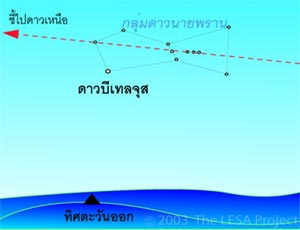 ชี้ไปดาวเหนือ
กลุ่มดาวนายพราน
ดาวบีเทลจุส
ทิศตะวันออก
© 2003 The LESA Project